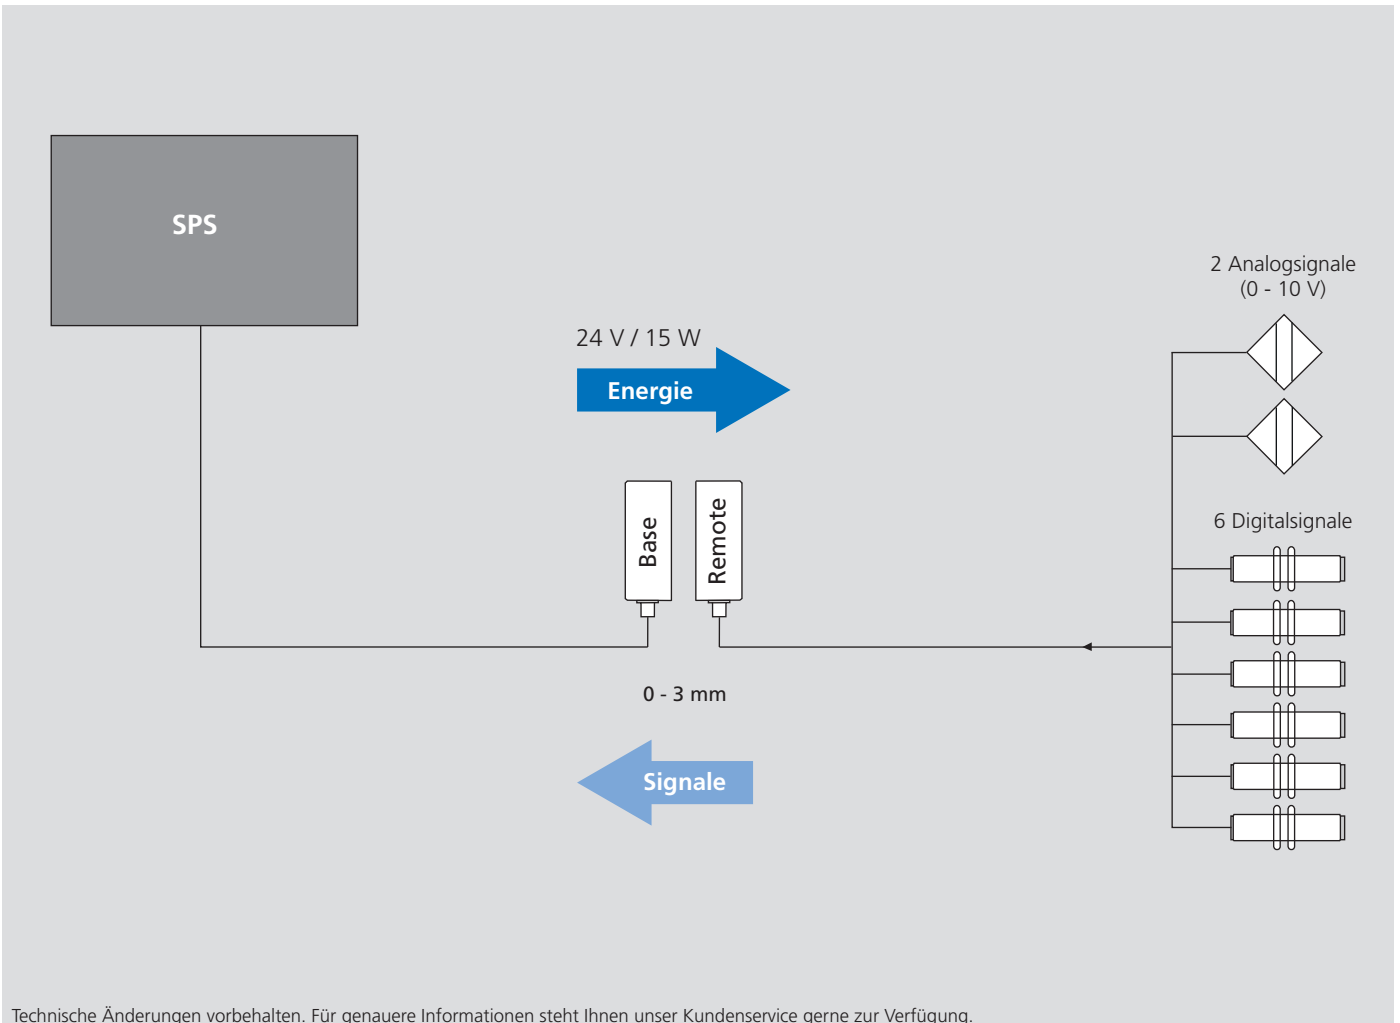 SPS
2 Analogsignale
(0 - 10 V)
24 V / 15 W
Energie
Base
Remote
6 Digitalsignale
0 - 3 mm
Signale
Technische Änderungen vorbehalten. Für genauere Informationen steht Ihnen unser Kundenservice gerne zur Verfügung.